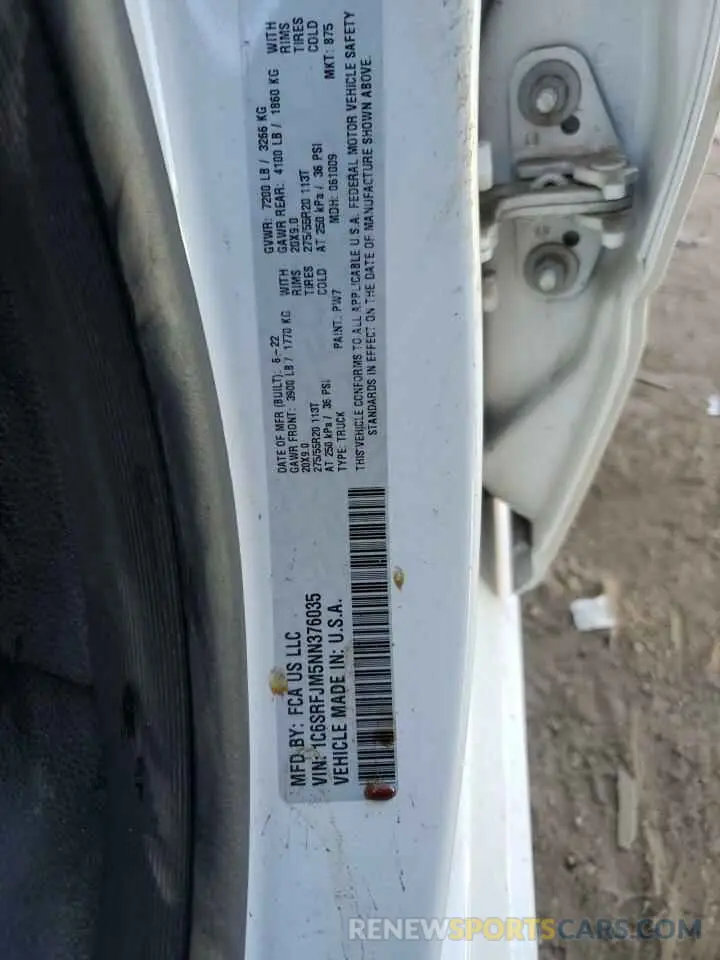 MFD BY: FCA US LLC
VIN: 1C6SRFJM5NN376035
VEHICLE MADE IN: U.S.A.
DATE OF MFR (BUILT): 6-22
GAWR FRONT: 3900 LB / 1770 KG WITH
20X9.0 RIMS
275/55R20 113T TIRES
AT 250 kPa / 36 PSI COLD
TYPE: TRUCK PAINT: PW7
GVWR: 7200 LB / 3266 KG
GAWR REAR: 4100 LB / 1860 KG WITH
20X9.0 RIMS
275/55R20 113T TIRES
AT 250 kPa / 36 PSI COLD
MDH: 061009 MKT: 875
THIS VEHICLE CONFORMS TO ALL APPLICABLE U.S.A. FEDERAL MOTOR VEHICLE SAFETY
STANDARDS IN EFFECT ON THE DATE OF MANUFACTURE SHOWN ABOVE.
RENEWSPORTSCARS.COM